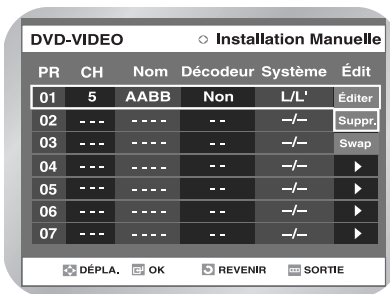 DVD-VIDEO Installation Manuelle
PR CH Nom Décodeur Système Édit
01 5 AABB Non L/L' Éditer
02 - - - - - - - - - –/– Suppr.
03 - - - - - - - - - –/– Swap
04 - - - - - - - - - –/–
05 - - - - - - - - - –/–
06 - - - - - - - - - –/–
07 - - - - - - - - - –/–
DÉPLA. OK REVENIR SORTIE